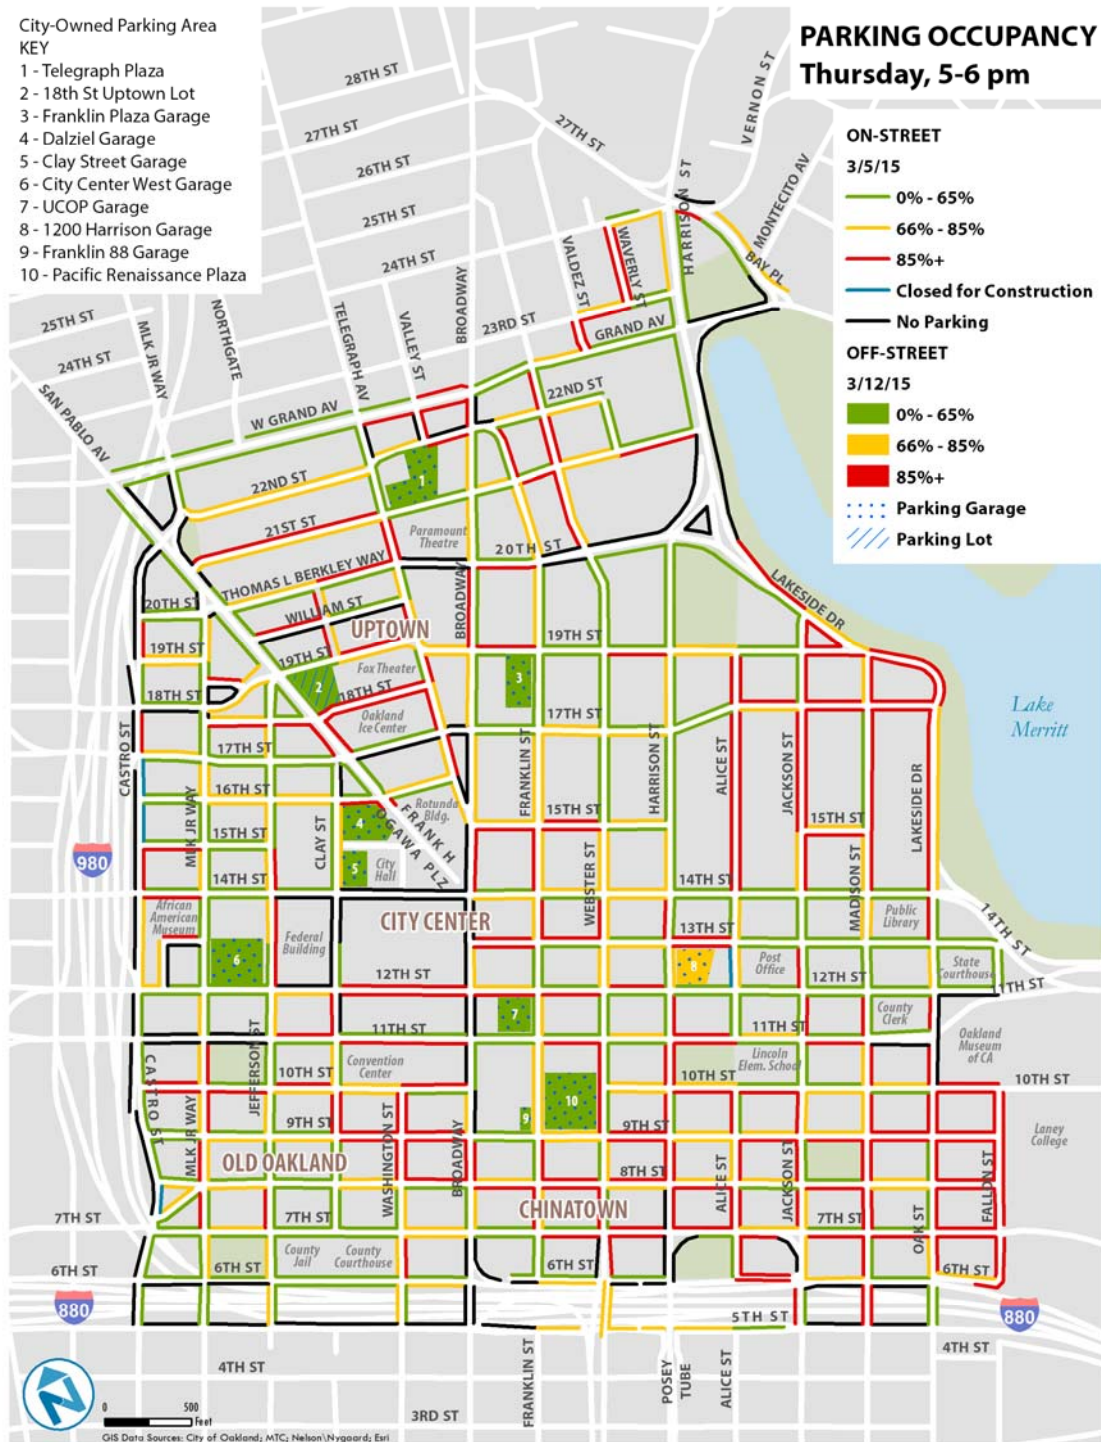 City-Owned Parking Area
KEY
1 - Telegraph Plaza
2 - 18th St Uptown Lot
3 - Franklin Plaza Garage
4 - Dalziel Garage
5 - Clay Street Garage
6 - City Center West Garage
7 - UCOP Garage
8 - 1200 Harrison Garage
9 - Franklin 88 Garage
10 - Pacific Renaissance Plaza
PARKING OCCUPANCY
Thursday, 5-6 pm
ON-STREET
3/5/15
0% - 65%
66% - 85%
85%+
Closed for Construction
No Parking
OFF-STREET
3/12/15
0% - 65%
66% - 85%
85%+
Parking Garage
Parking Lot
28TH ST
27TH ST
27TH ST
26TH ST
25TH ST
24TH ST
23RD ST
VERNON ST
MONTECITO AV
HARRISON ST
BAY PL
WAVERLY ST
VALDEZ ST
BROADWAY
VALLEY ST
TELEGRAPH AV
NORTHGATE
MLK JR WAY
25TH ST
24TH ST
SAN PABLO AV
GRAND AV
W GRAND AV
22ND ST
22ND ST
21ST ST
1
Paramount
Theatre
20TH ST
THOMAS L BERKLEY WAY
WILLIAM ST
20TH ST
UPTOWN
BROADWAY
LAKESIDE DR
19TH ST
19TH ST
19TH ST
Fox Theater
2
3
18TH ST
18TH ST
Oakland
Ice Center
17TH ST
17TH ST
Lake
Merritt
CASTRO ST
FRANKLIN ST
HARRISON ST
ALICE ST
JACKSON ST
LAKESIDE DR
16TH ST
MLK JR WAY
CLAY ST
Rotunda
Bldg.
FRANK H
OGAWA PLZ
4
5
City
Hall
15TH ST
15TH ST
15TH ST
980
14TH ST
14TH ST
WEBSTER ST
MADISON ST
African
American
Museum
Federal
Building
CITY CENTER
13TH ST
Public
Library
14TH ST
6
12TH ST
8
Post
Office
12TH ST
State
Courthouse
11TH ST
7
11TH ST
11TH ST
County
Clerk
Oakland
Museum
of CA
CASTRO ST
JEFFERSON ST
10TH ST
Convention
Center
10TH ST
Lincoln
Elem. School
10TH ST
MLK JR WAY
9TH ST
WASHINGTON ST
BROADWAY
9
10
9TH ST
Laney
College
OLD OAKLAND
8TH ST
ALICE ST
JACKSON ST
FALLON ST
CHINATOWN
7TH ST
7TH ST
7TH ST
OAK ST
County
Jail
County
Courthouse
6TH ST
6TH ST
6TH ST
6TH ST
880
880
5TH ST
4TH ST
4TH ST
FRANKLIN ST
POSEY
TUBE
ALICE ST
3RD ST
0 500
Feet
GIS Data Sources: City of Oakland; MTC; Nelson\Nygaard; Esri